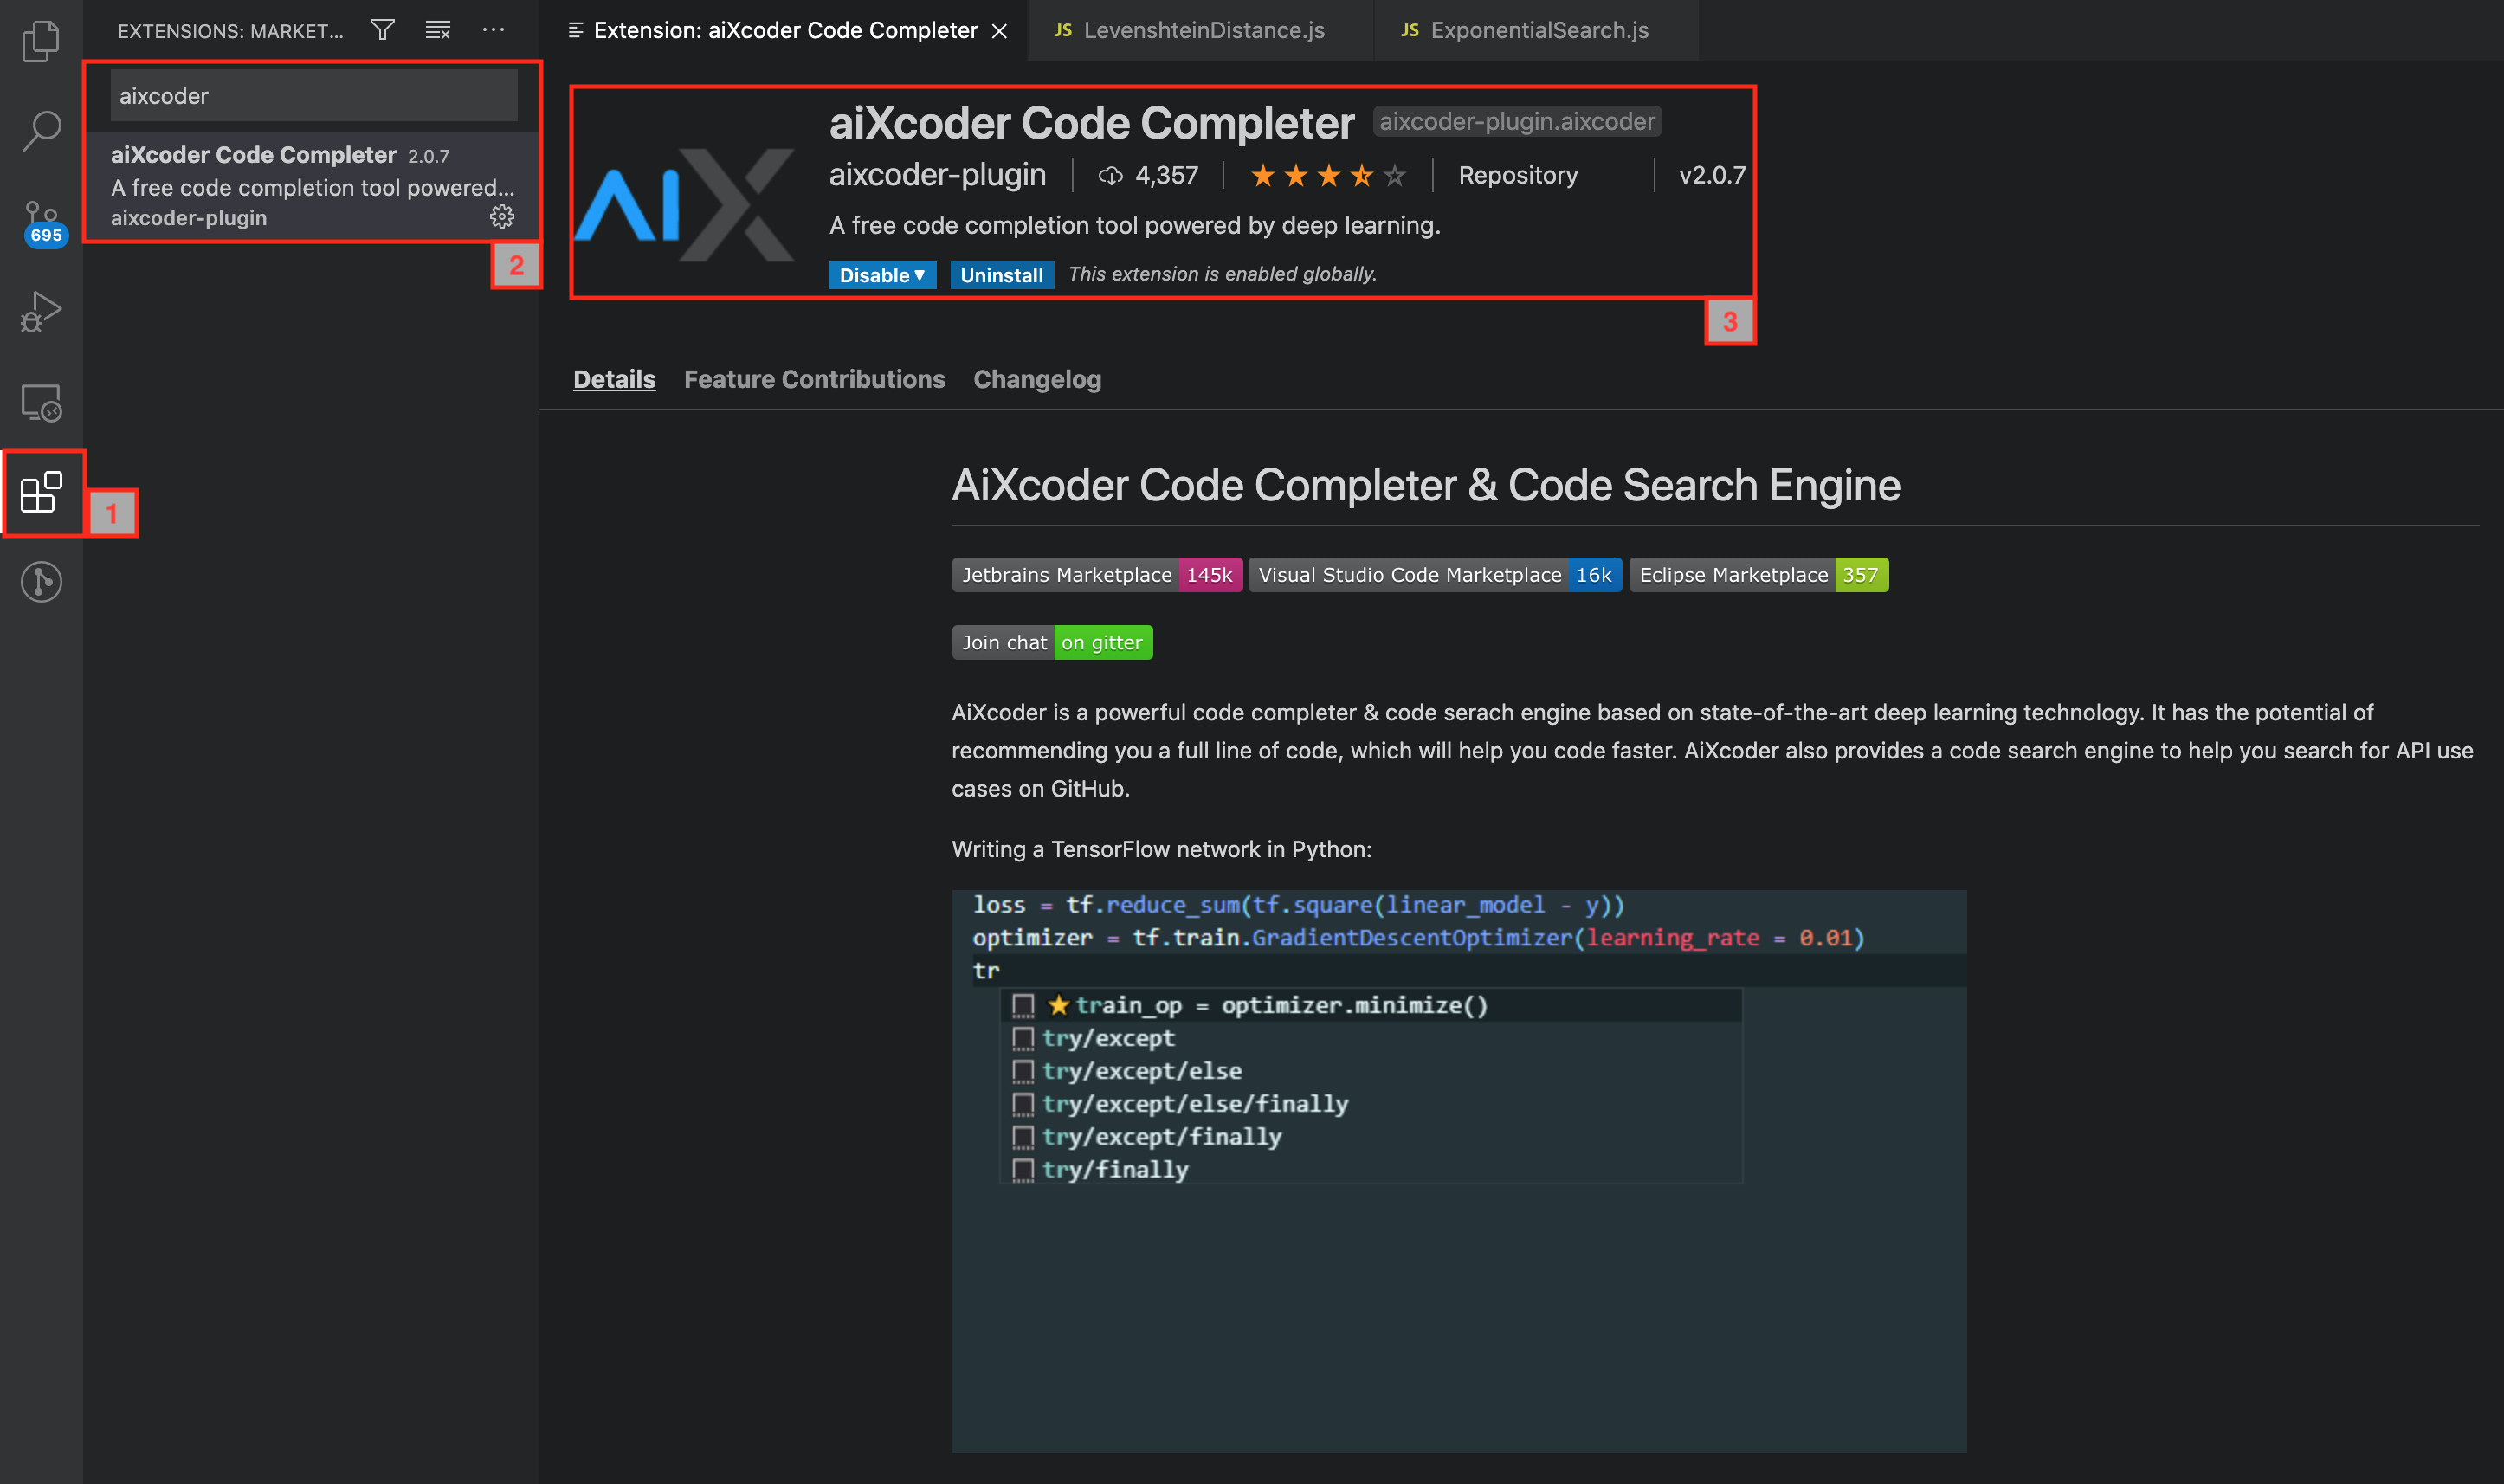 EXTENSIONS: MARKET...
Extension: aiXcoder Code Completer
JS LevenshteinDistance.js
JS ExponentialSearch.js
aixcoder
aiXcoder Code Completer 2.0.7
A free code completion tool powered...
aixcoder-plugin
695
2
1
AIX
aiXcoder Code Completer aixcoder-plugin.aixcoder
aixcoder-plugin 4,357 Repository v2.0.7
A free code completion tool powered by deep learning.
Disable Uninstall This extension is enabled globally.
3
Details Feature Contributions Changelog
AiXcoder Code Completer & Code Search Engine
Jetbrains Marketplace 145k Visual Studio Code Marketplace 16k Eclipse Marketplace 357
Join chat on gitter
AiXcoder is a powerful code completer & code serach engine based on state-of-the-art deep learning technology. It has the potential of
recommending you a full line of code, which will help you code faster. AiXcoder also provides a code search engine to help you search for API use
cases on GitHub.
Writing a TensorFlow network in Python:
loss = tf.reduce_sum(tf.square(linear_model - y))
optimizer = tf.train.GradientDescentOptimizer(learning_rate = 0.01)
tr
train_op = optimizer.minimize()
try/except
try/except/else
try/except/else/finally
try/except/finally
try/finally